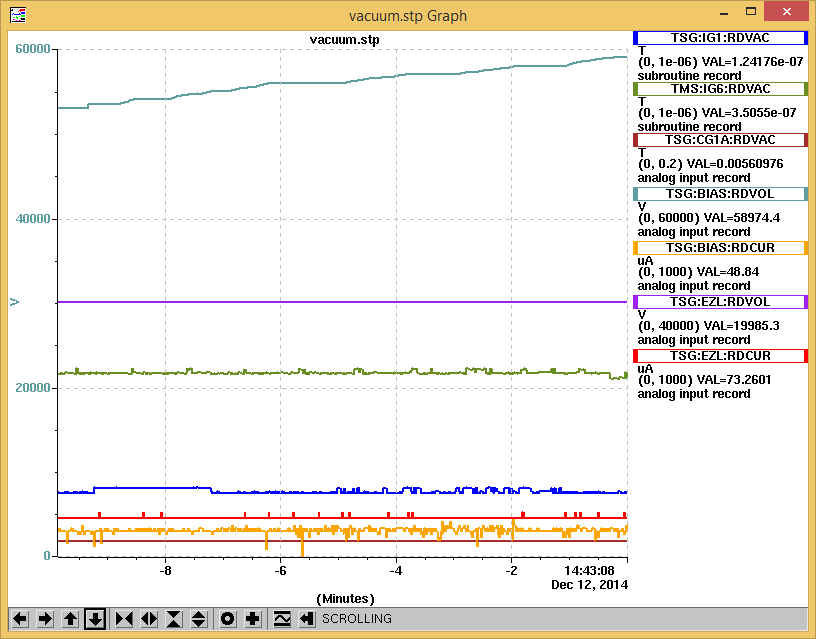 vacuum.stp Graph
vacuum.stp
60000
40000
V
20000
0
-8
-6
-4
-2
14:43:08
Dec 12, 2014
(Minutes)
TSG:IG1:RDVAC
T
(0, 1e-06) VAL=1.24176e-07
subroutine record
TMS:IG6:RDVAC
T
(0, 1e-06) VAL=3.5055e-07
subroutine record
TSG:CG1A:RDVAC
T
(0, 0.2) VAL=0.00560976
analog input record
TSG:BIAS:RDVOL
V
(0, 60000) VAL=58974.4
analog input record
TSG:BIAS:RDCUR
uA
(0, 1000) VAL=48.84
analog input record
TSG:EZL:RDVOL
V
(0, 40000) VAL=19985.3
analog input record
TSG:EZL:RDCUR
uA
(0, 1000) VAL=73.2601
analog input record
SCROLLING